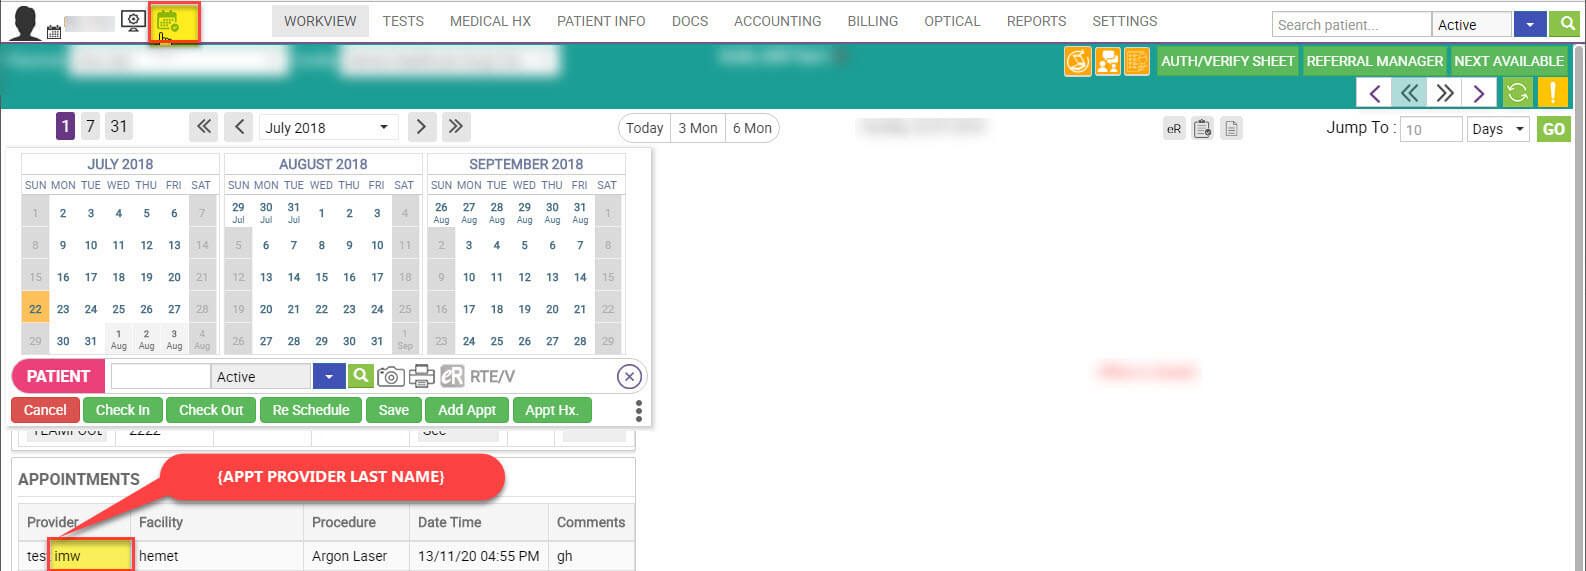 WORKVIEW TESTS MEDICAL HX PATIENT INFO DOCS ACCOUNTING BILLING OPTICAL REPORTS SETTINGS Search patient... Active
AUTH/VERIFY SHEET REFERRAL MANAGER NEXT AVAILABLE
1 7 31 July 2018 Today 3 Mon 6 Mon eR Jump To : 10 Days GO
JULY 2018 AUGUST 2018 SEPTEMBER 2018
SUN MON TUE WED THU FRI SAT SUN MON TUE WED THU FRI SAT SUN MON TUE WED THU FRI SAT
1 2 3 4 5 6 7 29 Jul 30 Jul 31 Jul 1 2 3 4 26 Aug 27 Aug 28 Aug 29 Aug 30 Aug 31 Aug 1
8 9 10 11 12 13 14 5 6 7 8 9 10 11 2 3 4 5 6 7 8
15 16 17 18 19 20 21 12 13 14 15 16 17 18 9 10 11 12 13 14 15
22 23 24 25 26 27 28 19 20 21 22 23 24 25 16 17 18 19 20 21 22
29 30 31 1 Aug 2 Aug 3 Aug 4 Aug 26 27 28 29 30 31 1 Sep 23 24 25 26 27 28 29
PATIENT Active eR RTE/V
Cancel Check In Check Out Re Schedule Save Add Appt Appt Hx.
TEAMFOOL 2222 Sec
APPOINTMENTS {APPT PROVIDER LAST NAME}
Provider Facility Procedure Date Time Comments
tes imw hemet Argon Laser 13/11/20 04:55 PM gh